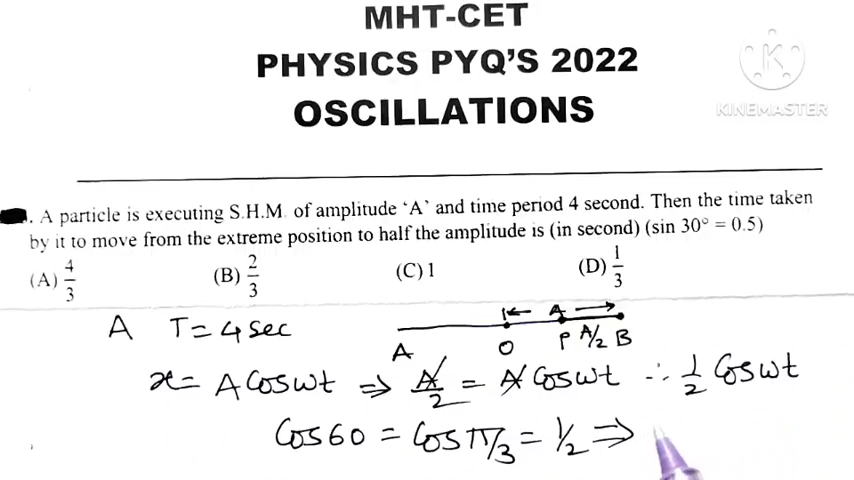 MHT-CET
PHYSICS PYQ'S 2022
OSCILLATIONS
K
KINEMASTER
. A particle is executing S.H.M. of amplitude 'A' and time period 4 second. Then the time taken
by it to move from the extreme position to half the amplitude is (in second) (sin 30° = 0.5)
(A) 4/3 (B) 2/3 (C) 1 (D) 1/3
A T = 4 sec
A
A O P A/2 B
x = A Cos ωt ⇒ A/2 = A Cos ωt ∴ 1/2 Cos ωt
Cos 60 = Cos π/3 = 1/2 ⇒